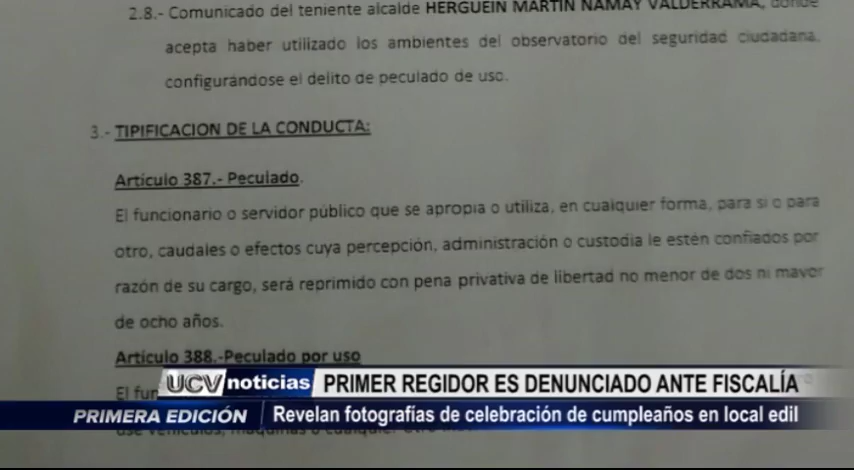 2.8.- Comunicado del teniente alcalde HERGUEIN MARTIN NAMAY VALDERRAMA, donde
acepta haber utilizado los ambientes del observatorio del seguridad ciudadana,
configurándose el delito de peculado de uso.
3.- TIPIFICACION DE LA CONDUCTA:
Artículo 387.- Peculado.
El funcionario o servidor público que se apropia o utiliza, en cualquier forma, para si o para
otro, caudales o efectos cuya percepción, administración o custodia le estén confiados por
razón de su cargo, será reprimido con pena privativa de libertad no menor de dos ni mayor
de ocho años.
Artículo 388.-Peculado por uso
El fun
UCV noticias PRIMER REGIDOR ES DENUNCIADO ANTE FISCALÍA
PRIMERA EDICIÓN Revelan fotografías de celebración de cumpleaños en local edil